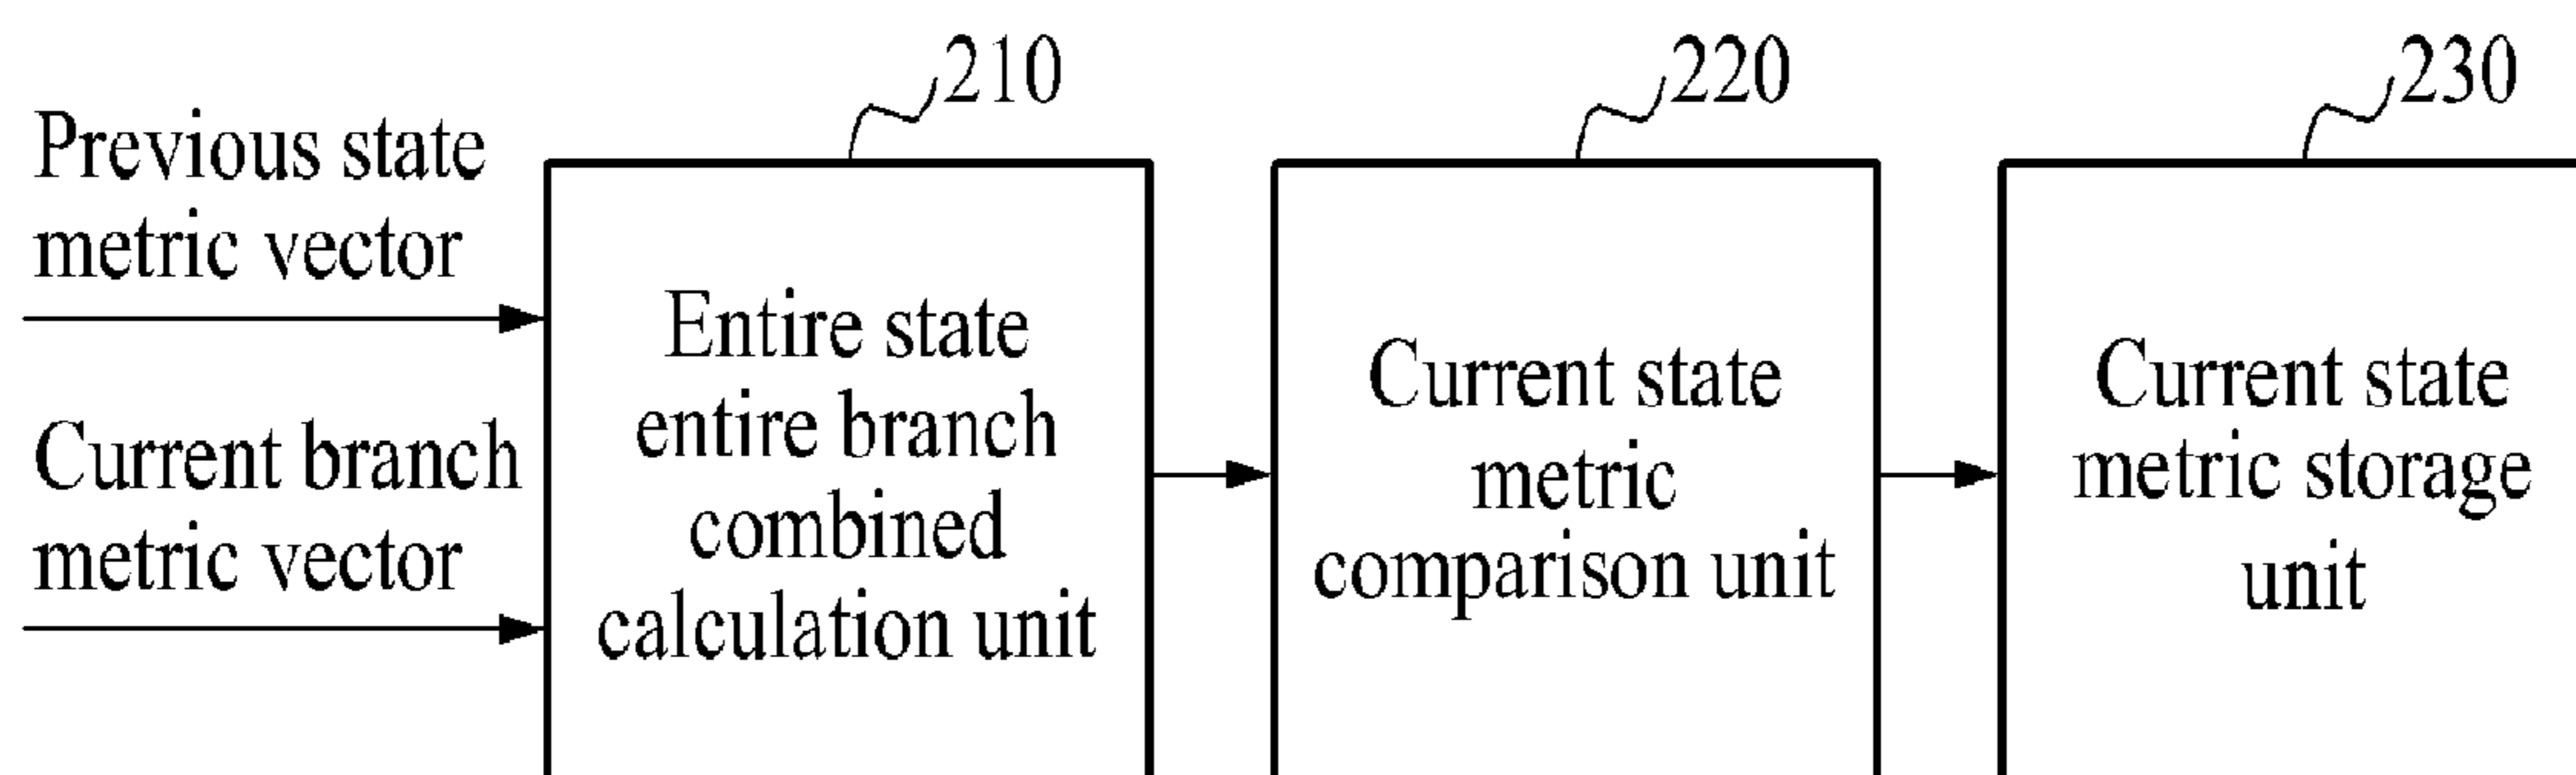 210
220
230
Previous state
metric vector
Current branch
metric vector
Entire state
entire branch
combined
calculation unit
Current state
metric
comparison unit
Current state
metric storage
unit